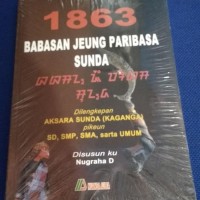 1863
BABASAN JEUNG PARIBASA
SUNDA
Dilengkepan
AKSARA SUNDA (KAGANGA)
pikeun
SD, SMP, SMA, sarta UMUM
Disusun ku
Nugraha D